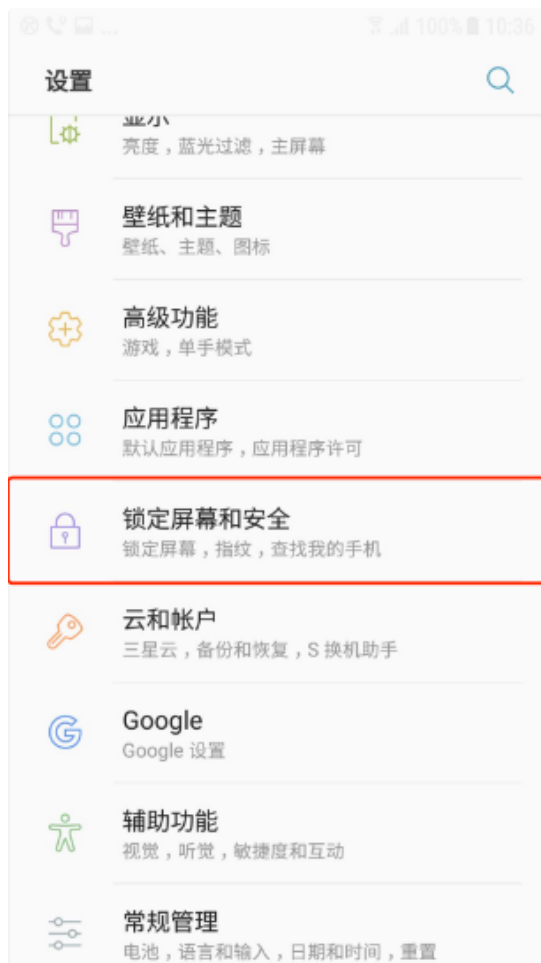 ... 100% 10:36
设置
显示
亮度，蓝光过滤，主屏幕
壁纸和主题
壁纸、主题、图标
高级功能
游戏，单手模式
应用程序
默认应用程序，应用程序许可
锁定屏幕和安全
锁定屏幕，指纹，查找我的手机
云和帐户
三星云，备份和恢复，S 换机助手
Google
Google 设置
辅助功能
视觉，听觉，敏捷度和互动
常规管理
电池，语言和输入，日期和时间，重置